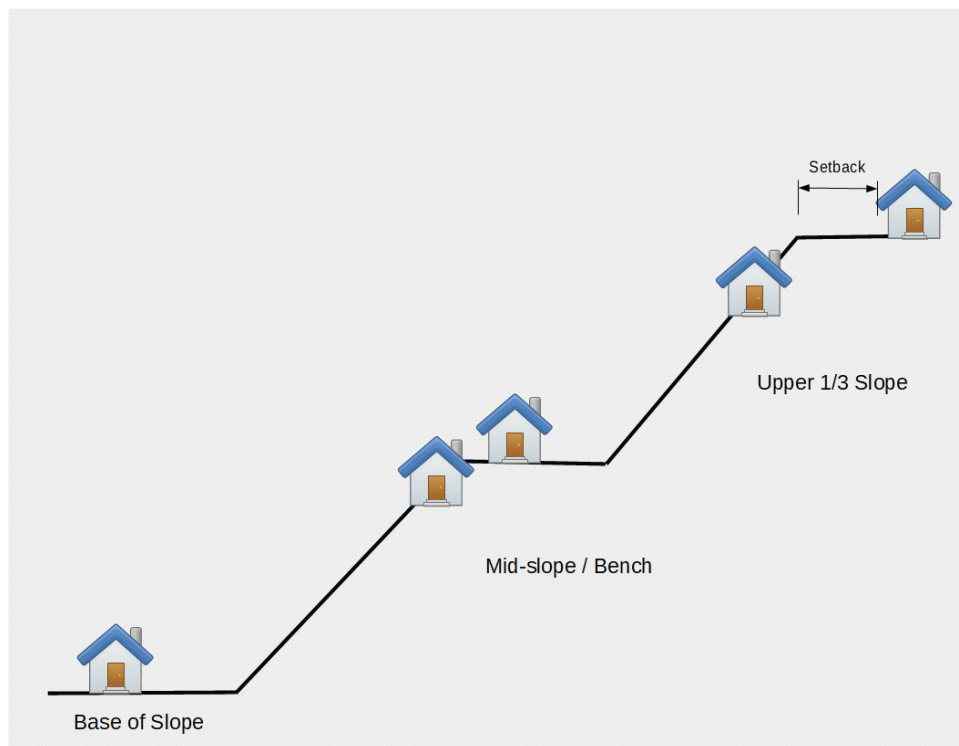 Setback
Upper 1/3 Slope
Mid-slope / Bench
Base of Slope